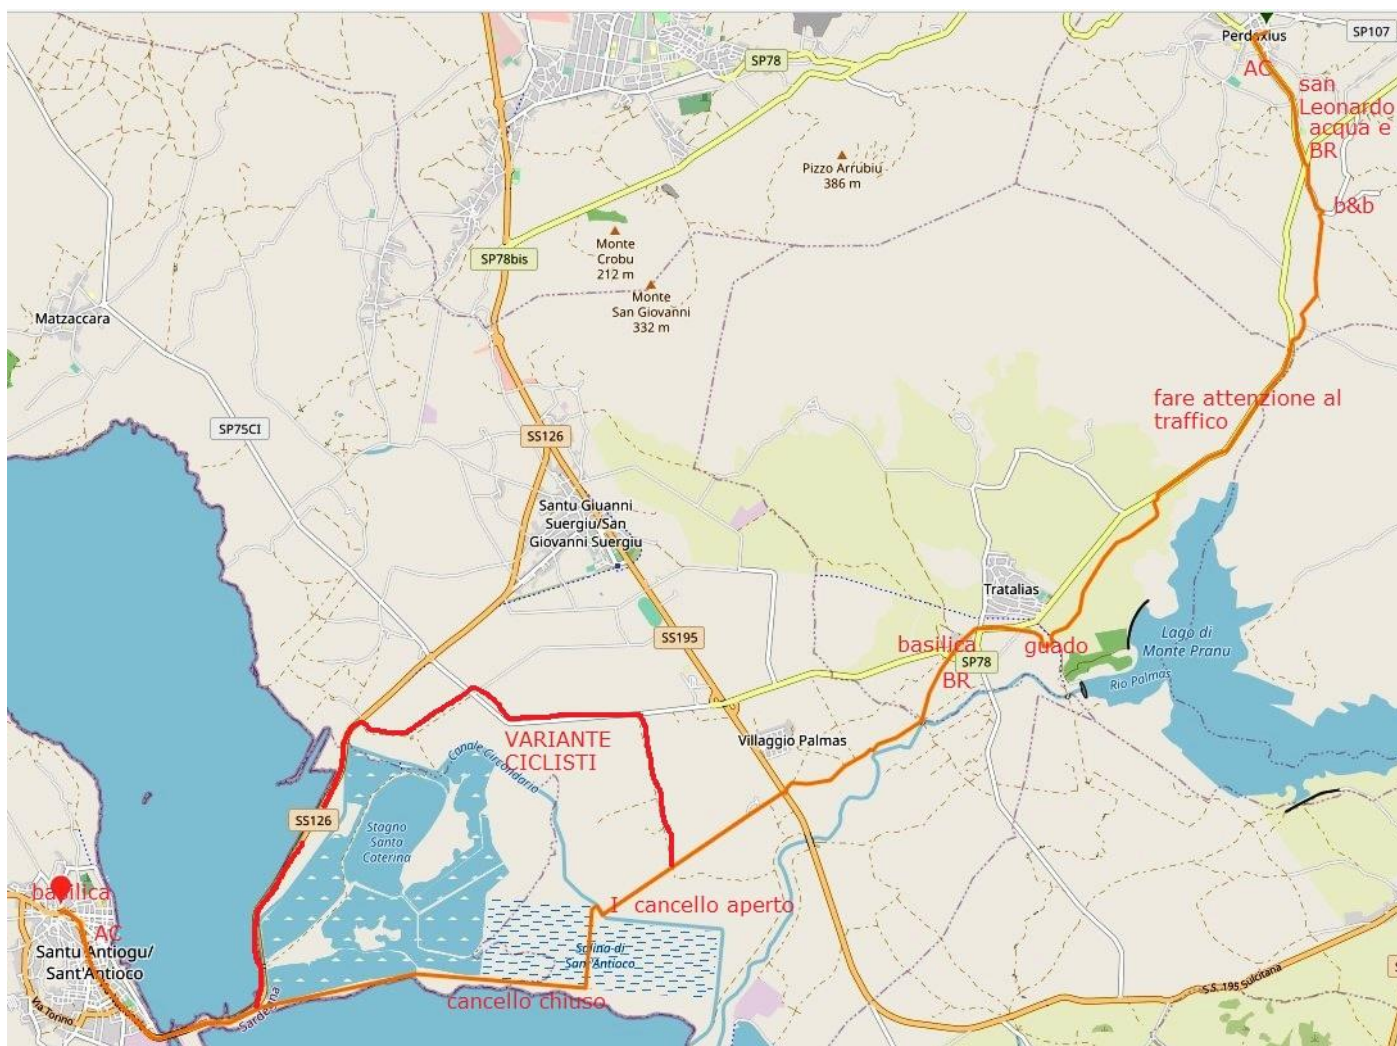 Perdaxius
SP107
SP78
AC
san
Leonardo
acqua e
BR
Pizzo Arrubiu
386 m
b&b
Monte
Crobu
212 m
SP78bis
Monte
San Giovanni
332 m
Matzaccara
fare attenzione al
traffico
SP75CI
SS126
Santu Giuanni
Suergiu/San
Giovanni Suergiu
Tratalias
SS195
basilica
guado
Lago di
Monte Pranu
SP78
BR
Rio Palmas
VARIANTE
CICLISTI
Villaggio Palmas
Canale Circondario
SS126
Stagno
Santa
Caterina
basilica
I cancello aperto
AC
Santu Antiogu/
Sant'Antioco
Salina di
Sant'Antioco
S.S. 195 Sulcitana
cancello chiuso
Via Torino
Sardegna